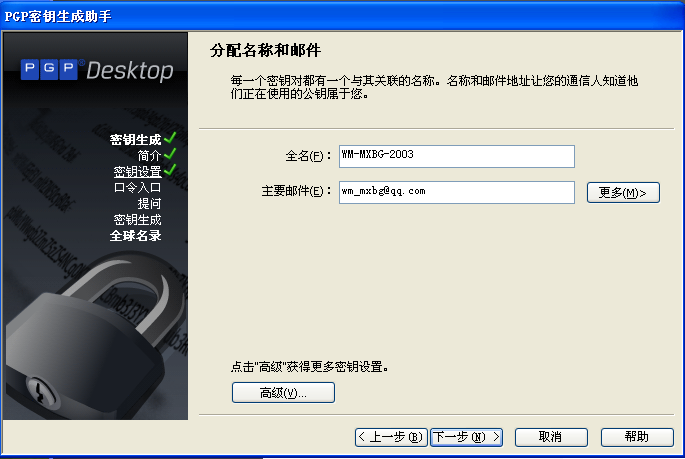 PGP密钥生成助手
PGP® Desktop
密钥生成
简介
密钥设置
口令入口
提问
密钥生成
全球名录
分配名称和邮件
每一个密钥对都有一个与其关联的名称。名称和邮件地址让您的通信人知道他
们正在使用的公钥属于您。
全名(F)： WM-MXBG-2003
主要邮件(E)： wm_mxbg@qq.com 更多(M)>
点击"高级"获得更多密钥设置。
高级(V)...
< 上一步(B) 下一步(N) > 取消 帮助